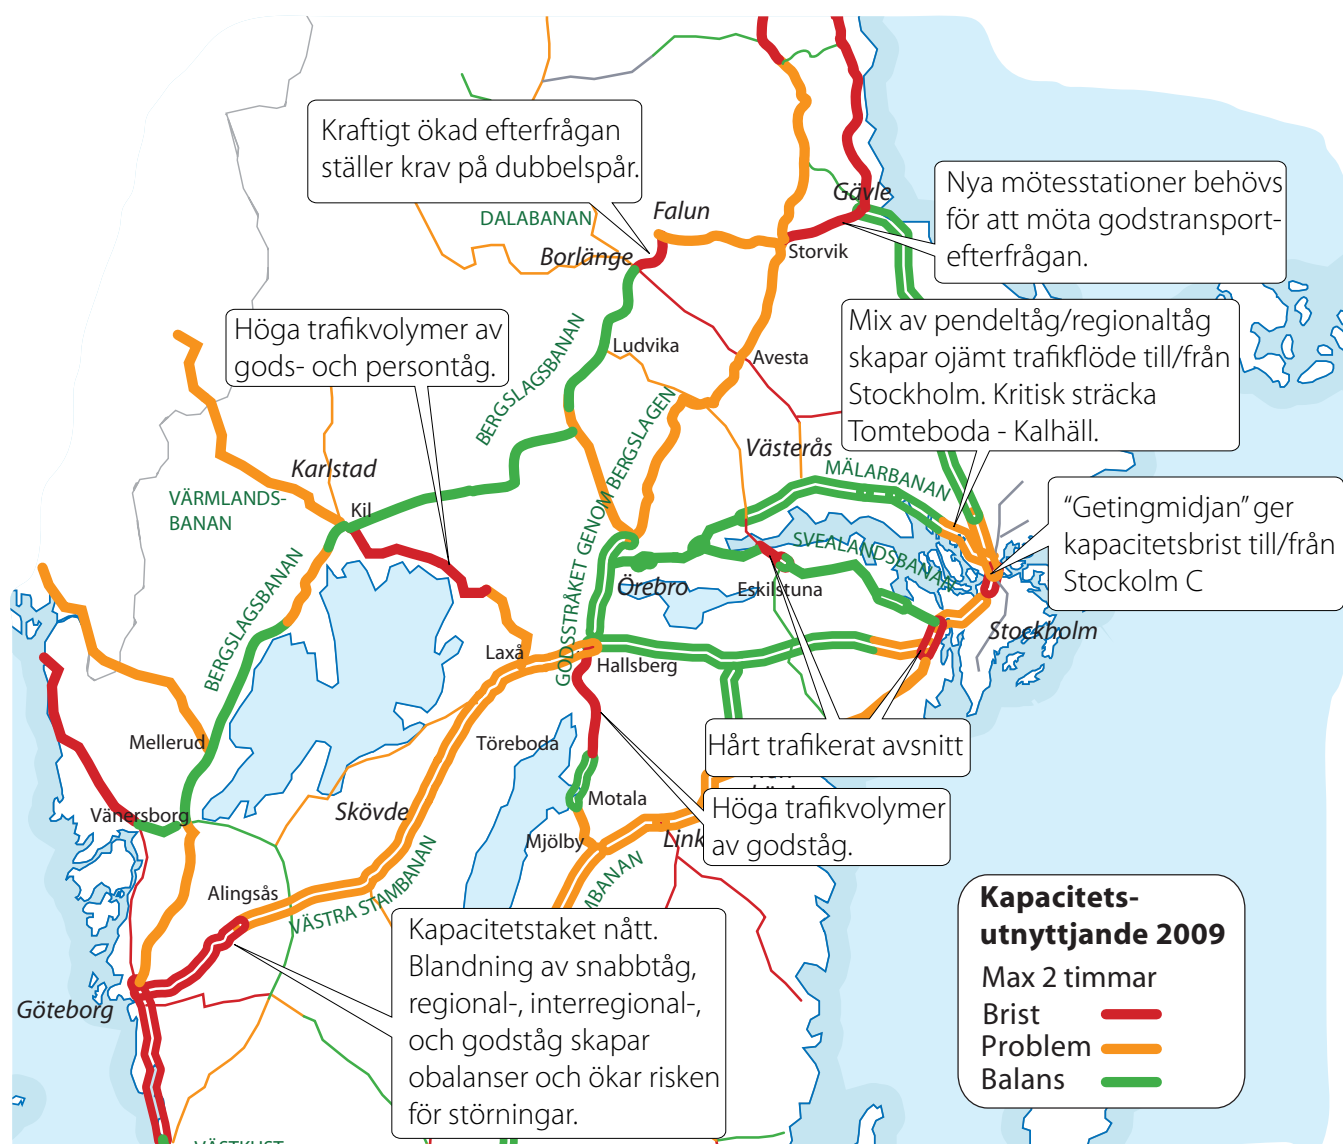 Kraftigt ökad efterfrågan
ställer krav på dubbelspår.
Gävle
Nya mötesstationer behövs
för att möta godstransport-
efterfrågan.
Falun
DALABANAN
Borlänge
Storvik
Höga trafikvolymer av
gods- och persontåg.
Mix av pendeltåg/regionaltåg
skapar ojämt trafikflöde till/från
Stockholm. Kritisk sträcka
Tomteboda - Kalhäll.
BERGSLAGSBANAN
Ludvika
Avesta
Västerås
Karlstad
VÄRMLANDS-
BANAN
Kil
MÄLARBANAN
"Getingmidjan" ger
kapacitetsbrist till/från
Stockolm C
GODSSTRÅKET GENOM BERGSLAGEN
SVEALANDSBANAN
BERGSLAGSBANAN
Örebro
Eskilstuna
Stockholm
Laxå
Hallsberg
Mellerud
Töreboda
Hårt trafikerat avsnitt
Vänersborg
Skövde
Motala
Mjölby
Link
Höga trafikvolymer
av godståg.
Alingsås
VÄSTRA STAMBANAN
MBANAN
Kapacitetstaket nått.
Blandning av snabbtåg,
regional-, interregional-,
och godståg skapar
obalanser och ökar risken
för störningar.
Göteborg
Kapacitets-
utnyttjande 2009
Max 2 timmar
Brist
Problem
Balans